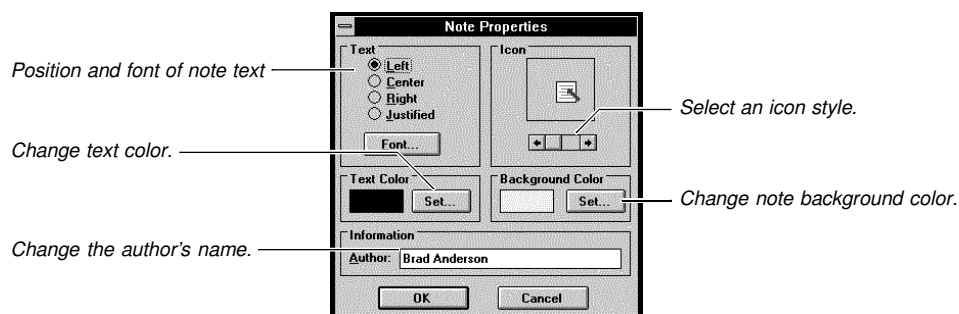 Note Properties
Text
Icon
Position and font of note text
Left
Center
Right
Justified
Select an icon style.
Font...
Change text color.
Text Color
Set...
Background Color
Set...
Change note background color.
Information
Change the author's name.
Author: Brad Anderson
OK
Cancel